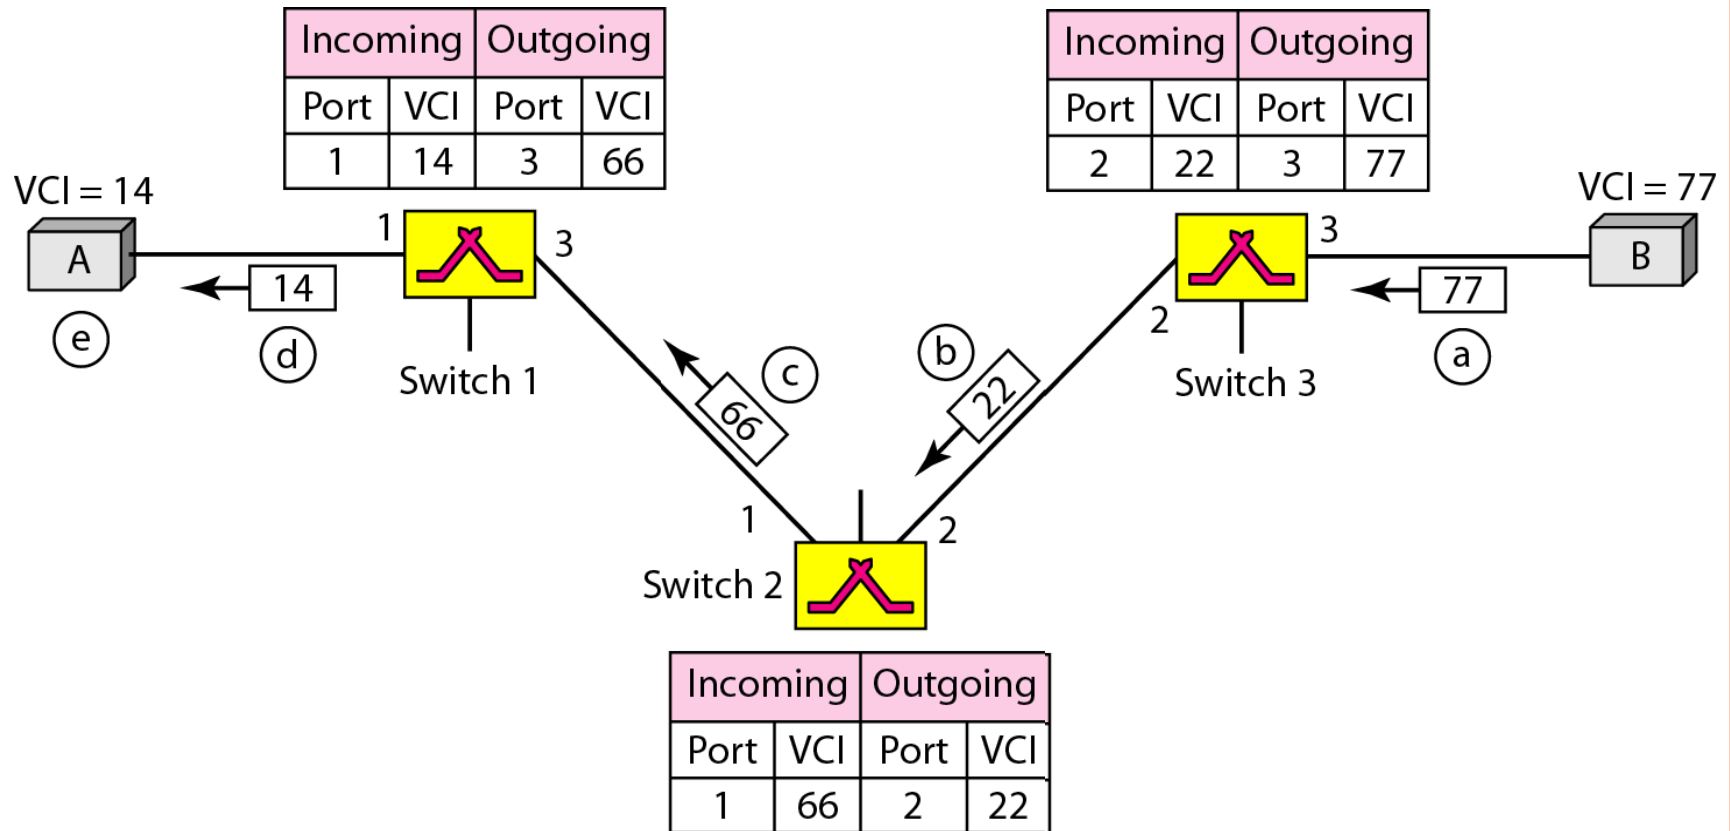 Incoming Outgoing
Port VCI Port VCI
1 14 3 66
Incoming Outgoing
Port VCI Port VCI
2 22 3 77
VCI = 14
VCI = 77
A
1
3
3
B
14
77
2
e
d
c
b
a
Switch 1
Switch 3
66
22
1
2
Switch 2
Incoming Outgoing
Port VCI Port VCI
1 66 2 22